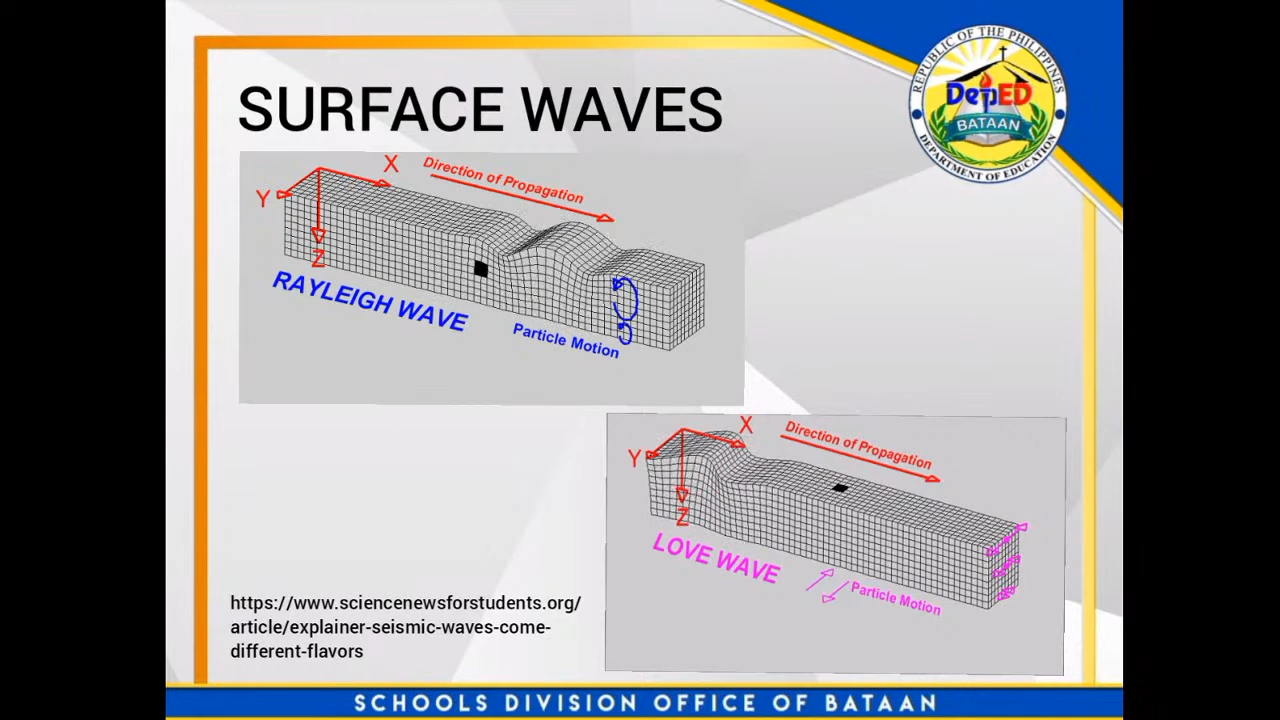 SURFACE WAVES
REPUBLIC OF THE PHILIPPINES
DepED
BATAAN
DEPARTMENT OF EDUCATION
X
Direction of Propagation
Y
Z
RAYLEIGH WAVE
Particle Motion
X
Direction of Propagation
Y
Z
LOVE WAVE
Particle Motion
https://www.sciencenewsforstudents.org/
article/explainer-seismic-waves-come-
different-flavors
SCHOOLS DIVISION OFFICE OF BATAAN